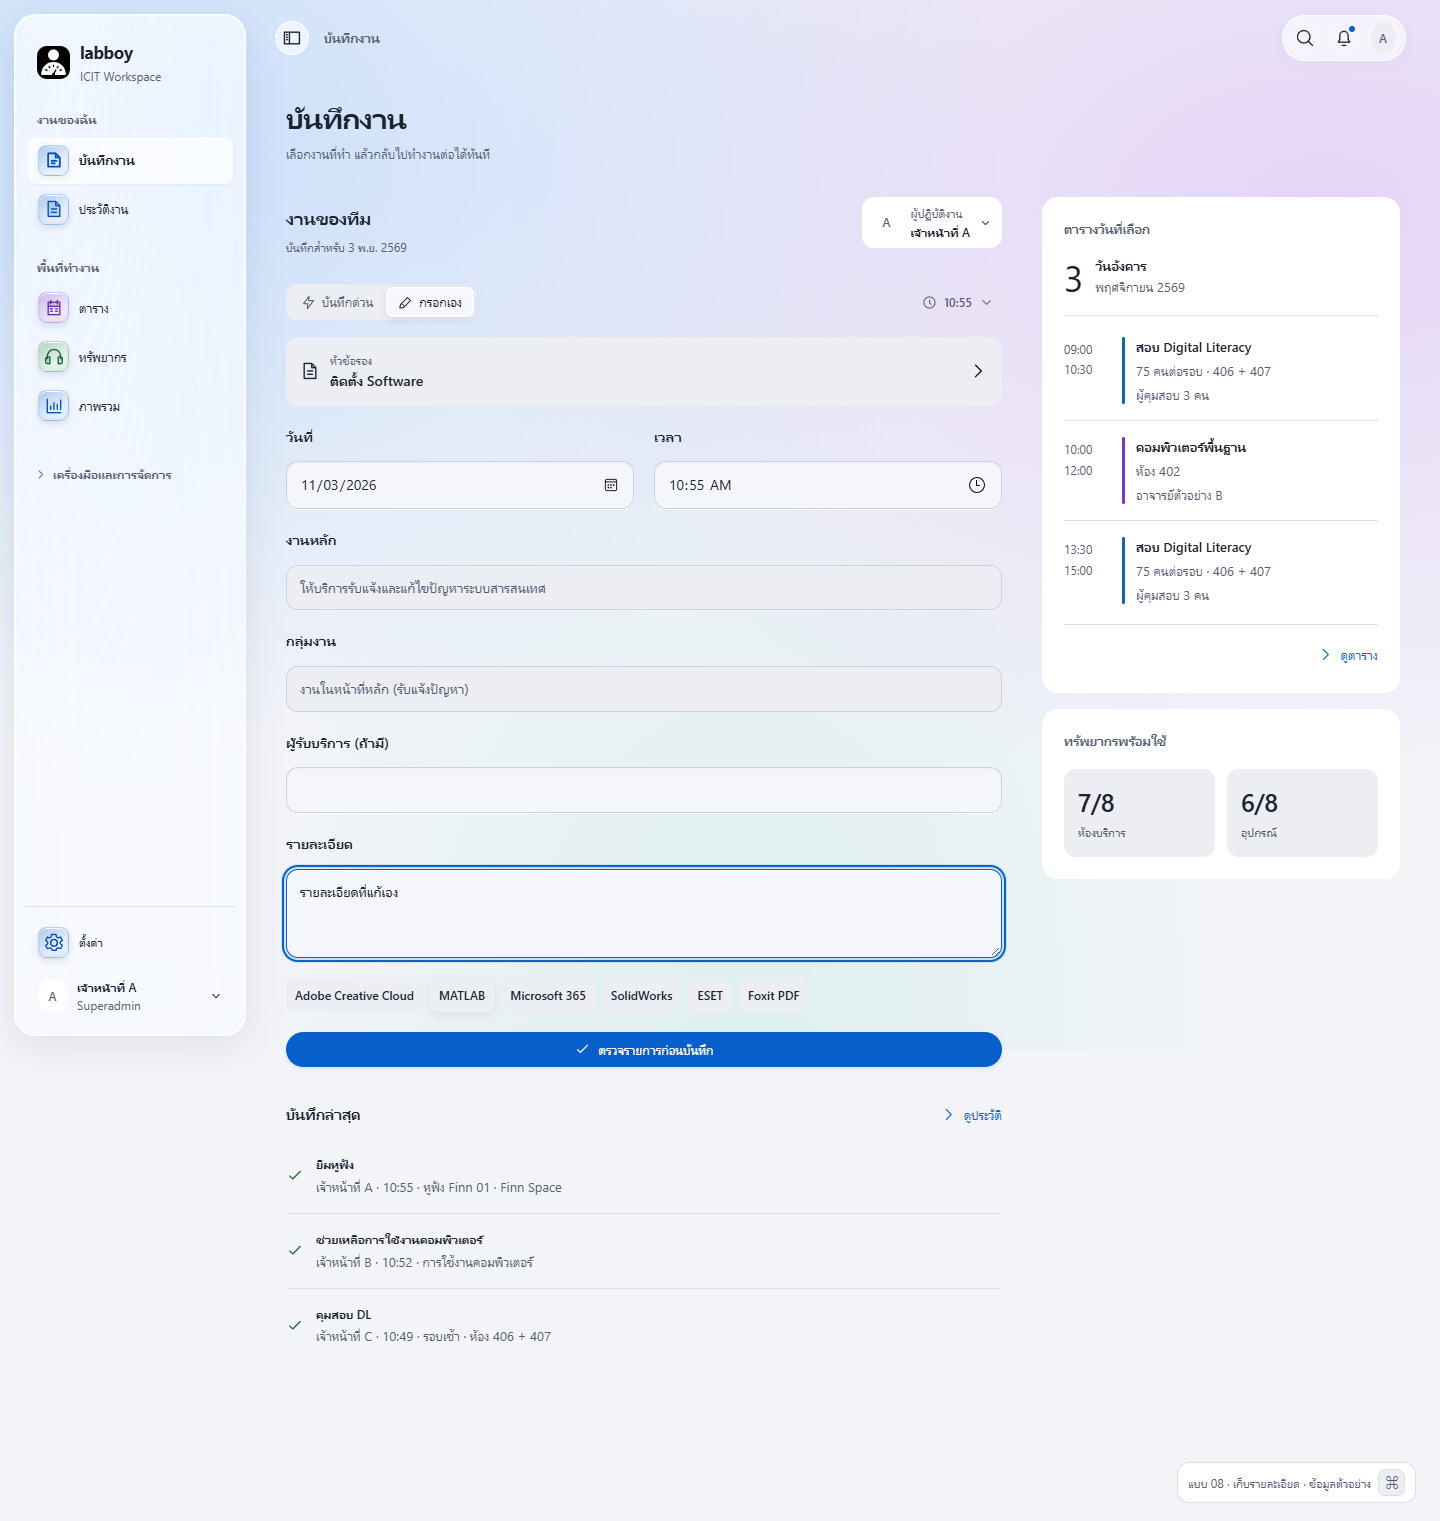 labboy
ICIT Workspace
งานของฉัน
บันทึกงาน
ประวัติงาน
พื้นที่ทำงาน
ตาราง
ทรัพยากร
ภาพรวม
เครื่องมือและการจัดการ
ตั้งค่า
A
เจ้าหน้าที่ A
Superadmin
บันทึกงาน
A
บันทึกงาน
เลือกงานที่ทำ แล้วกลับไปทำงานต่อได้ทันที
งานของทีม
บันทึกสำหรับ 3 พ.ย. 2569
A
ผู้ปฏิบัติงาน
เจ้าหน้าที่ A
บันทึกด่วน
กรอกเอง
10:55
หัวข้อรอง
ติดตั้ง Software
วันที่
เวลา
11/03/2026
10:55 AM
งานหลัก
ให้บริการรับแจ้งและแก้ไขปัญหาระบบสารสนเทศ
กลุ่มงาน
งานในหน้าที่หลัก (รับแจ้งปัญหา)
ผู้รับบริการ (ถ้ามี)
รายละเอียด
รายละเอียดที่แก้เอง
Adobe Creative Cloud
MATLAB
Microsoft 365
SolidWorks
ESET
Foxit PDF
ตรวจรายการก่อนบันทึก
บันทึกล่าสุด
ดูประวัติ
ยืมหูฟัง
เจ้าหน้าที่ A · 10:55 · หูฟัง Finn 01 · Finn Space
ช่วยเหลือการใช้งานคอมพิวเตอร์
เจ้าหน้าที่ B · 10:52 · การใช้งานคอมพิวเตอร์
คุมสอบ DL
เจ้าหน้าที่ C · 10:49 · รอบเช้า · ห้อง 406 + 407
ตารางวันที่เลือก
3
วันอังคาร
พฤศจิกายน 2569
09:00
10:30
สอบ Digital Literacy
75 คนต่อรอบ · 406 + 407
ผู้คุมสอบ 3 คน
10:00
12:00
คอมพิวเตอร์พื้นฐาน
ห้อง 402
อาจารย์ตัวอย่าง B
13:30
15:00
สอบ Digital Literacy
75 คนต่อรอบ · 406 + 407
ผู้คุมสอบ 3 คน
ดูตาราง
ทรัพยากรพร้อมใช้
7/8
ห้องบริการ
6/8
อุปกรณ์
แบบ 08 · เก็บรายละเอียด · ข้อมูลตัวอย่าง
⌘